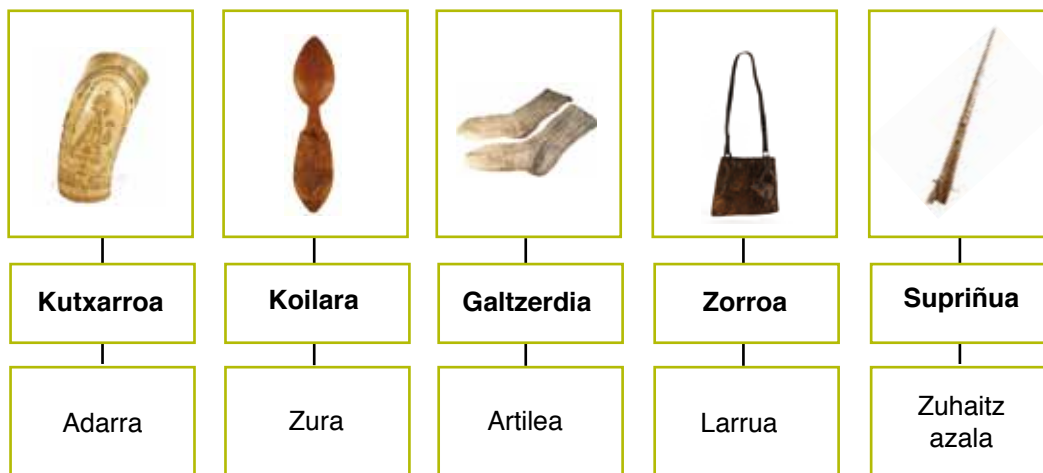 Kutxarroa
Koilara
Galtzerdia
Zorroa
Supriñua
Adarra
Zura
Artilea
Larrua
Zuhaitz
azala